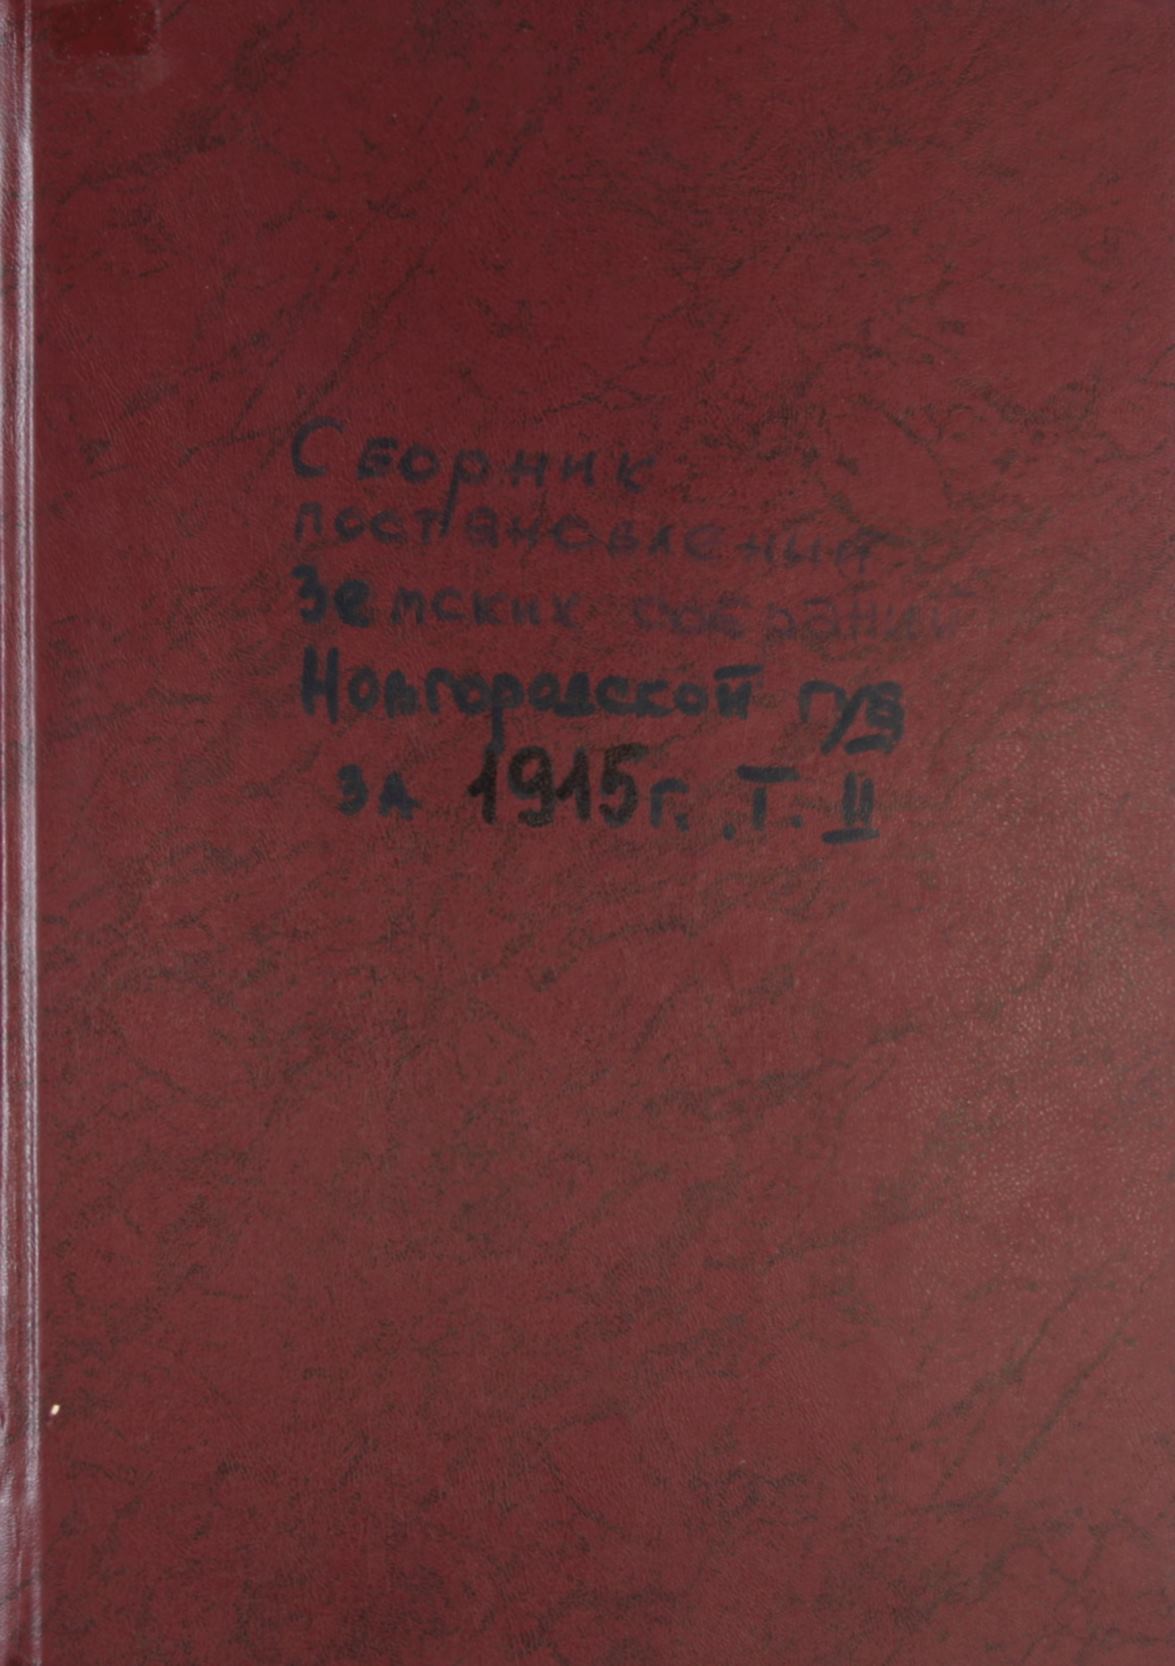 Сборник
постановлений
Земских собраний
Новгородской губ
за 1915 г. Т. II